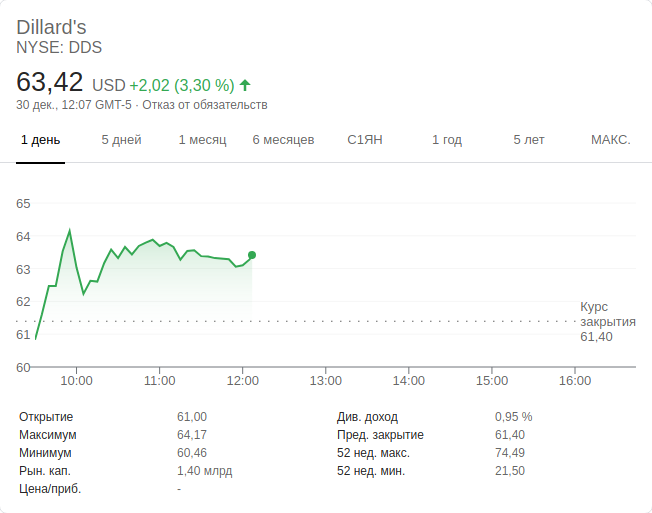 Dillard's
NYSE: DDS
63,42 USD +2,02 (3,30 %)
30 дек., 12:07 GMT-5 · Отказ от обязательств
1 день 5 дней 1 месяц 6 месяцев С1ЯН 1 год 5 лет МАКС.
65
64
63
62
61
60
Курс
закрытия
61,40
10:00 11:00 12:00 13:00 14:00 15:00 16:00
Открытие 61,00 Див. доход 0,95 %
Максимум 64,17 Пред. закрытие 61,40
Минимум 60,46 52 нед. макс. 74,49
Рын. кап. 1,40 млрд 52 нед. мин. 21,50
Цена/приб. -